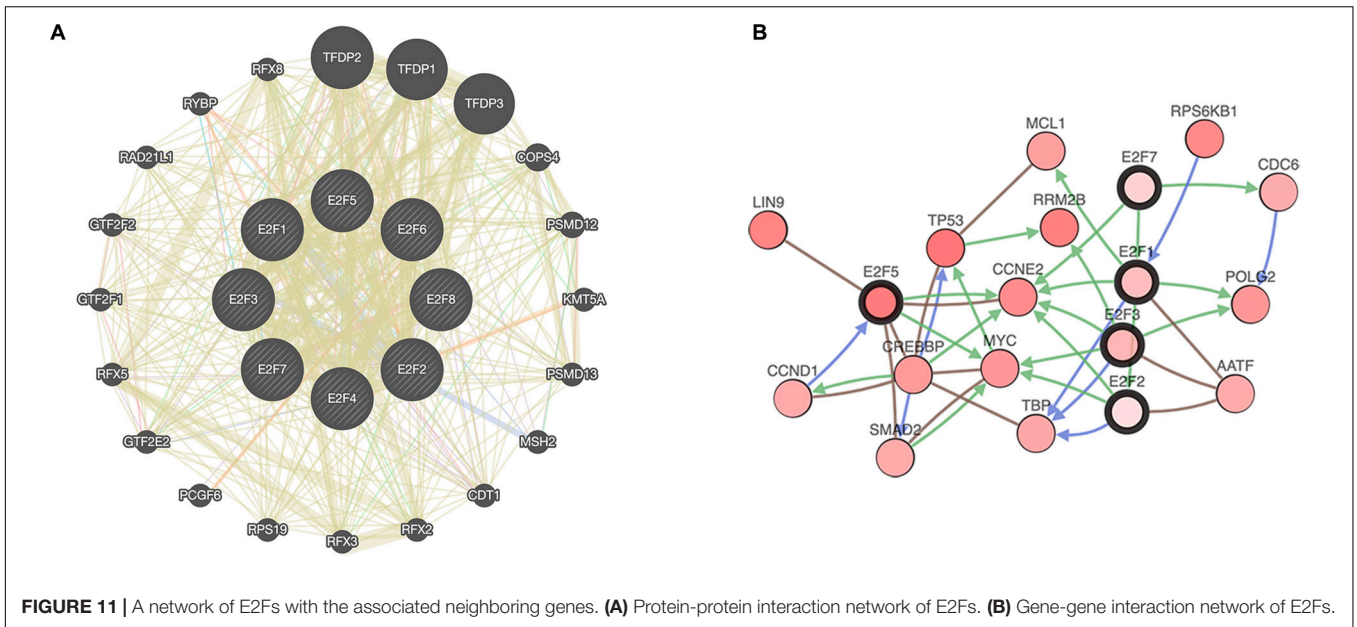 A
B
TFDP2
TFDP1
TFDP3
RFX8
RYBP
RAD21L1
COPS4
E2F5
E2F1
E2F6
GTF2F2
PSMD12
E2F3
E2F8
GTF2F1
KMT5A
E2F7
E2F2
RFX5
PSMD13
E2F4
GTF2E2
MSH2
PCGF6
CDT1
RPS19
RFX3
RFX2
RPS6KB1
MCL1
E2F7
CDC6
LIN9
TP53
RRM2B
E2F1
E2F5
CCNE2
POLG2
E2F3
CREBBP
MYC
CCND1
E2F2
AATF
TBP
SMAD2
FIGURE 11 | A network of E2Fs with the associated neighboring genes. (A) Protein-protein interaction network of E2Fs. (B) Gene-gene interaction network of E2Fs.